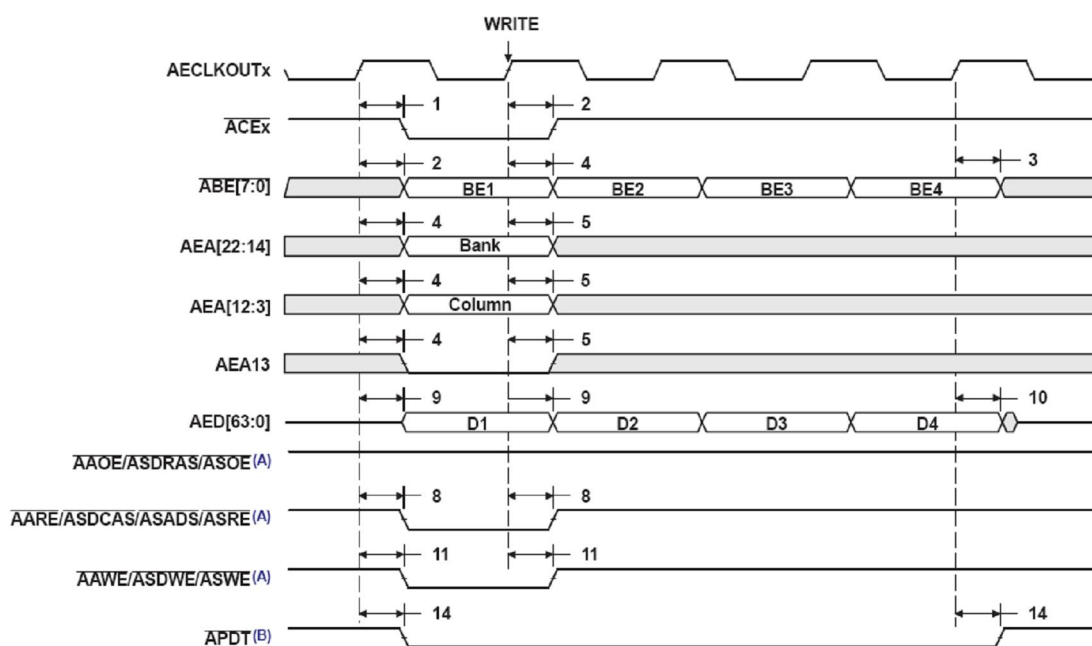 WRITE
AECLKOUTx
1 2
ACEx
2 4 3
ABE[7:0] BE1 BE2 BE3 BE4
4 5
AEA[22:14] Bank
4 5
AEA[12:3] Column
4 5
AEA13
9 9 10
AED[63:0] D1 D2 D3 D4
AAOE/ASDRAS/ASOE(A)
8 8
AARE/ASDCAS/ASADS/ASRE(A)
11 11
AAWE/ASDWE/ASWE(A)
14 14
APDT(B)